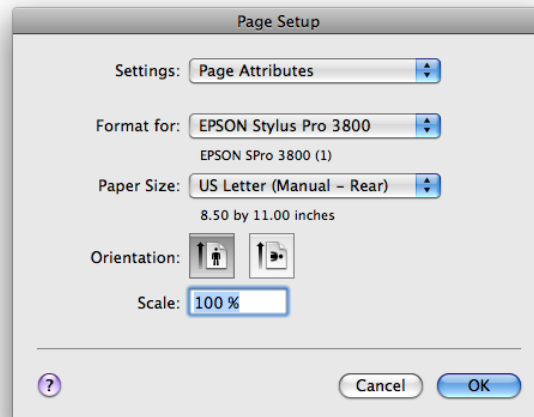 Page Setup
Settings: Page Attributes
Format for: EPSON Stylus Pro 3800
EPSON SPro 3800 (1)
Paper Size: US Letter (Manual – Rear)
8.50 by 11.00 inches
Orientation:
Scale: 100 %
? Cancel OK